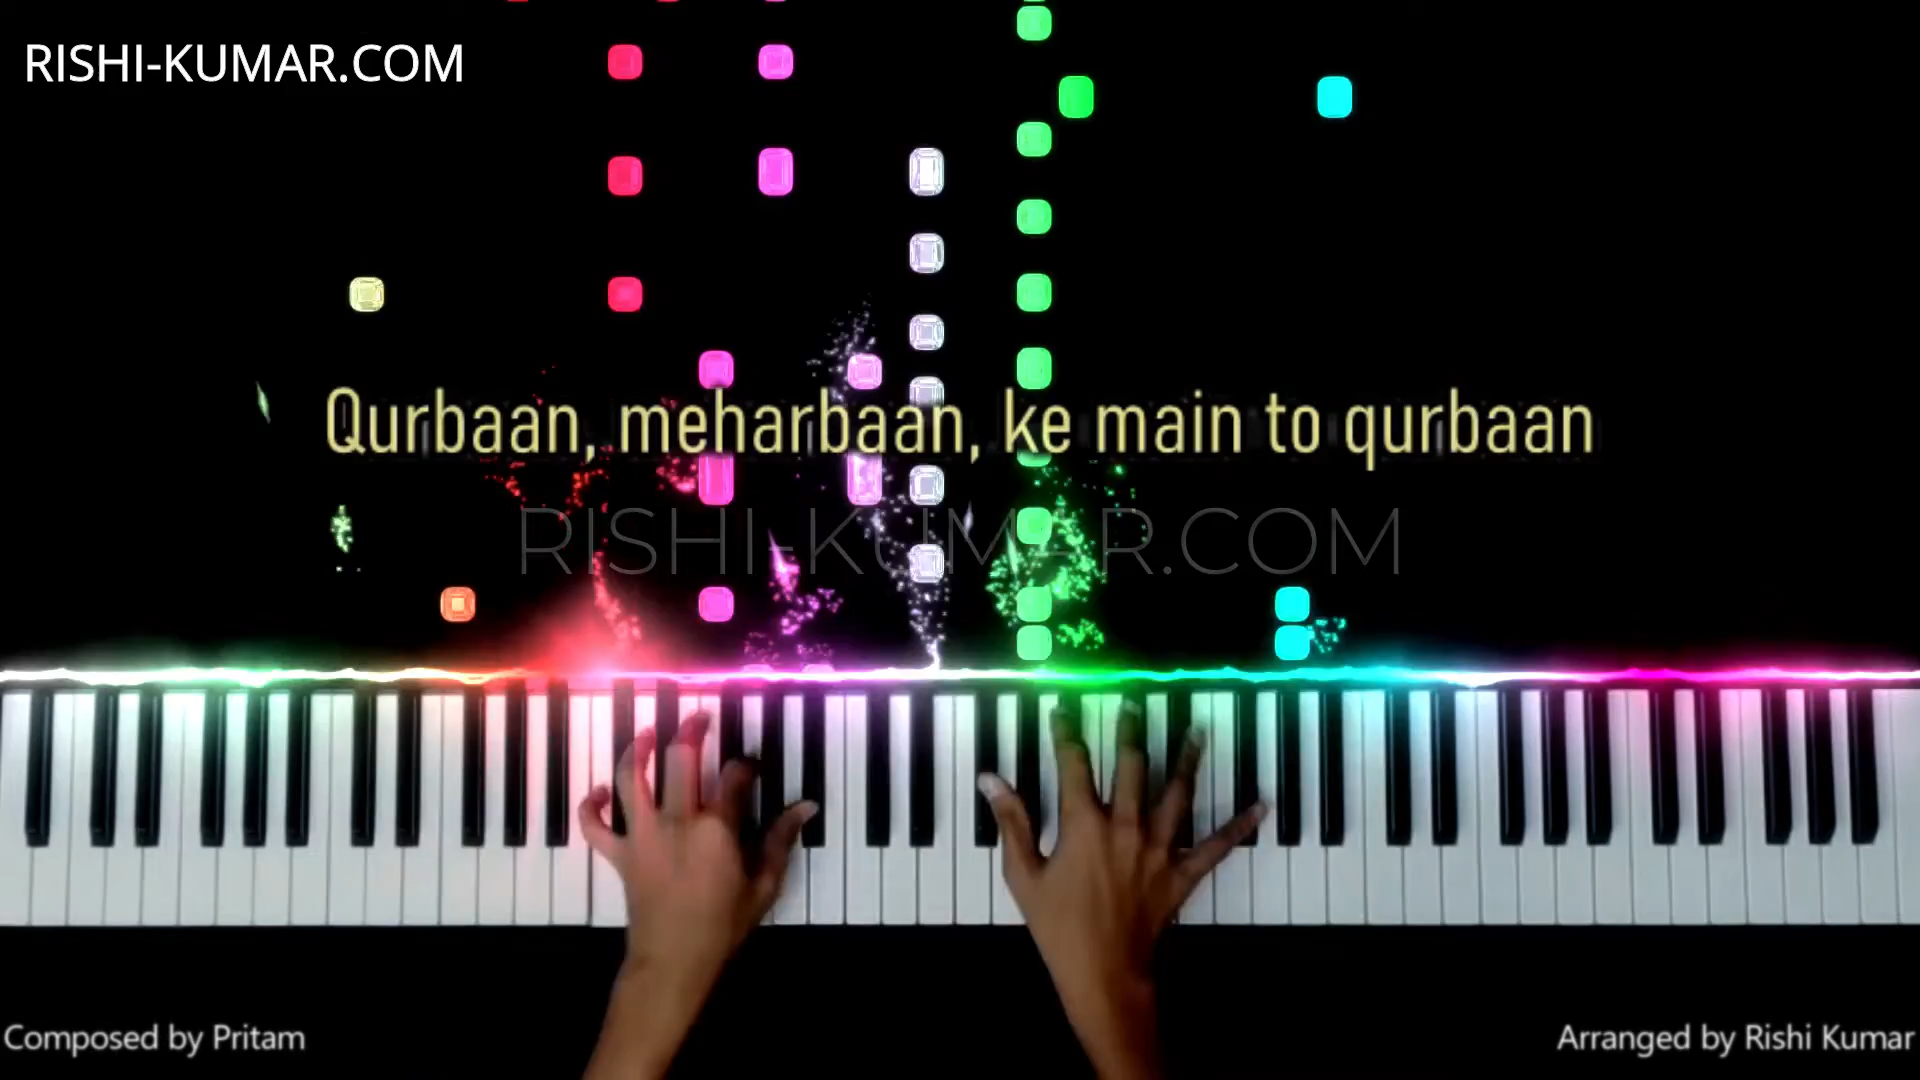 RISHI-KUMAR.COM
Qurbaan, meharbaan, ke main to qurbaan
RISHI-KUMAR.COM
Composed by Pritam
Arranged by Rishi Kumar